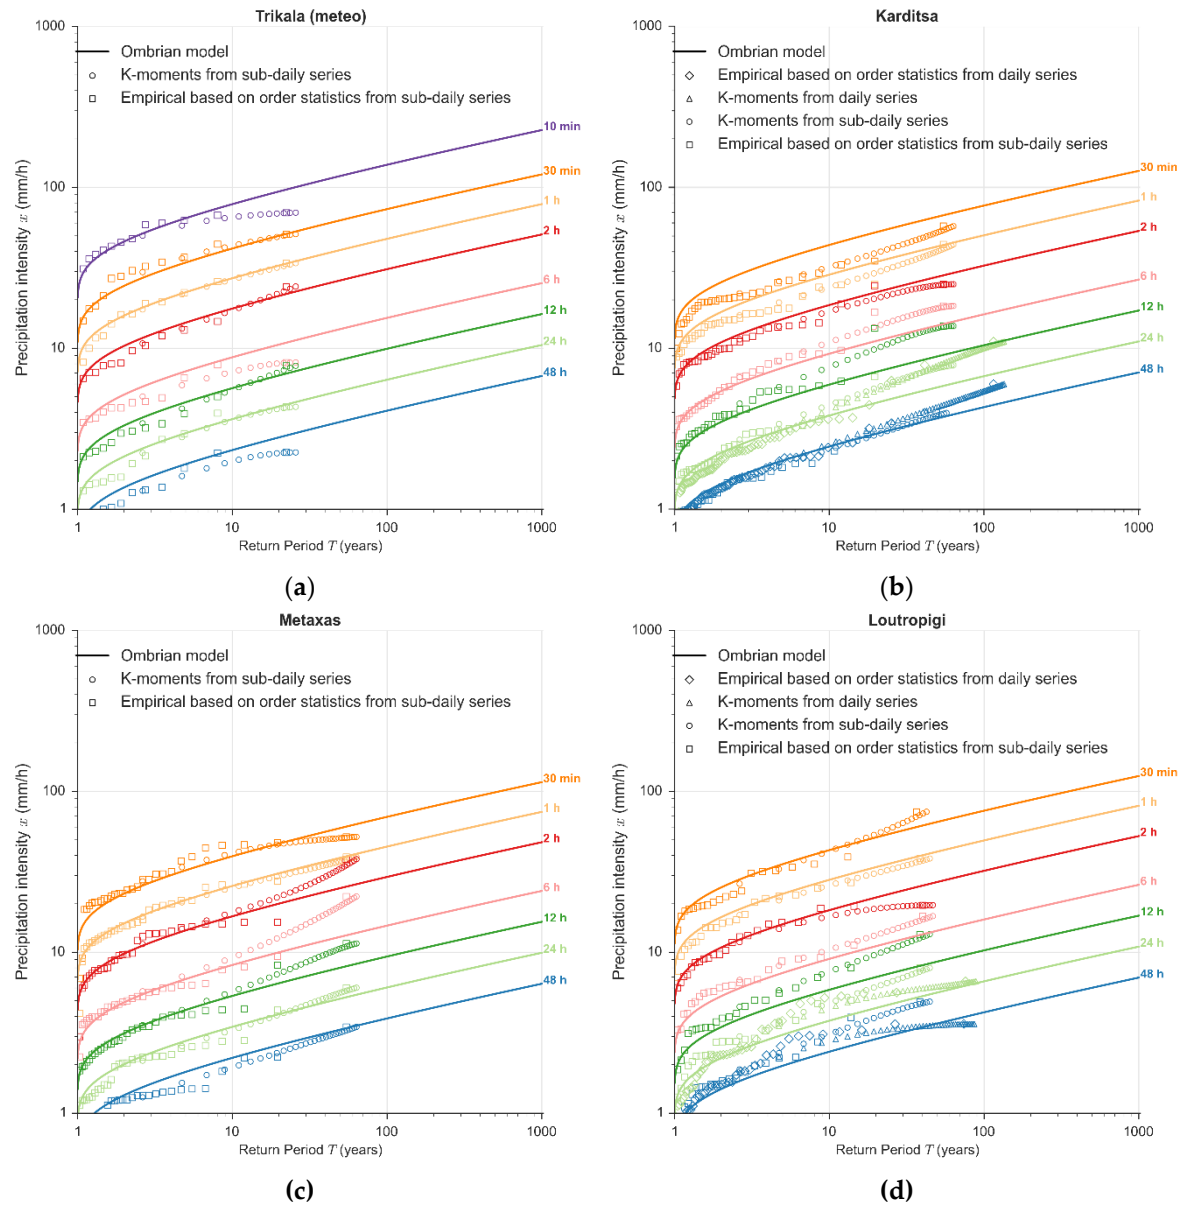 Trikala (meteo)
1000
Ombrian model
K-moments from sub-daily series
Empirical based on order statistics from sub-daily series
10 min
30 min
100
1 h
2 h
6 h
12 h
10
24 h
48 h
1
1
10
100
1000
Precipitation intensity x (mm/h)
Return Period T (years)
(a)
Karditsa
1000
Ombrian model
Empirical based on order statistics from daily series
K-moments from daily series
K-moments from sub-daily series
Empirical based on order statistics from sub-daily series
30 min
100
1 h
2 h
6 h
12 h
10
24 h
48 h
1
1
10
100
1000
Precipitation intensity x (mm/h)
Return Period T (years)
(b)
Metaxas
1000
Ombrian model
K-moments from sub-daily series
Empirical based on order statistics from sub-daily series
30 min
100
1 h
2 h
6 h
12 h
10
24 h
48 h
1
1
10
100
1000
Precipitation intensity x (mm/h)
Return Period T (years)
(c)
Loutropigi
1000
Ombrian model
Empirical based on order statistics from daily series
K-moments from daily series
K-moments from sub-daily series
Empirical based on order statistics from sub-daily series
30 min
100
1 h
2 h
6 h
12 h
10
24 h
48 h
1
1
10
100
1000
Precipitation intensity x (mm/h)
Return Period T (years)
(d)